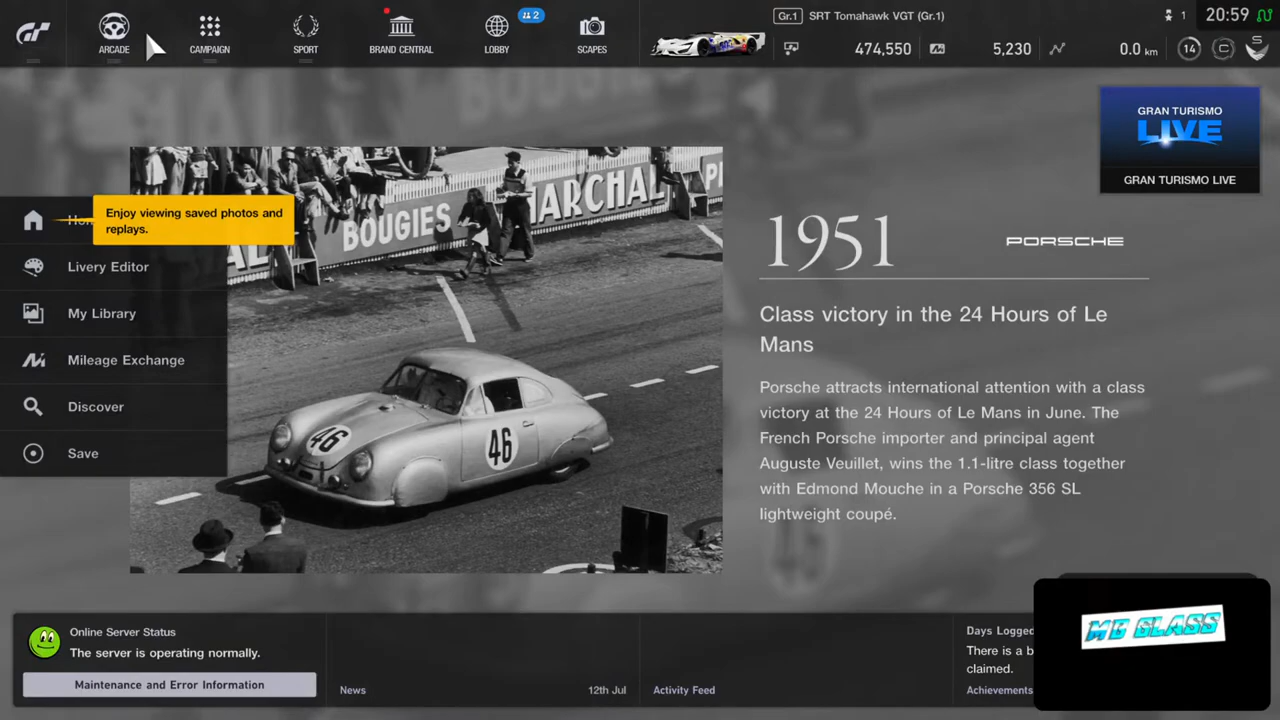 GT
ARCADE
CAMPAIGN
SPORT
BRAND CENTRAL
2
LOBBY
SCAPES
Gr.1 SRT Tomahawk VGT (Gr.1)
1 20:59
474,550
5,230
0.0 km
14
C
S
GRAN TURISMO
LIVE
GRAN TURISMO LIVE
Enjoy viewing saved photos and
replays.
Livery Editor
My Library
Mileage Exchange
Discover
Save
BOUGIES MARCHAL
46
46
1951
PORSCHE
Class victory in the 24 Hours of Le
Mans
Porsche attracts international attention with a class
victory at the 24 Hours of Le Mans in June. The
French Porsche importer and principal agent
Auguste Veuillet, wins the 1.1-litre class together
with Edmond Mouche in a Porsche 356 SL
lightweight coupé.
Online Server Status
The server is operating normally.
Maintenance and Error Information
News 12th Jul
Activity Feed
Days Logged
There is a b
claimed.
Achievements
MG GLASS